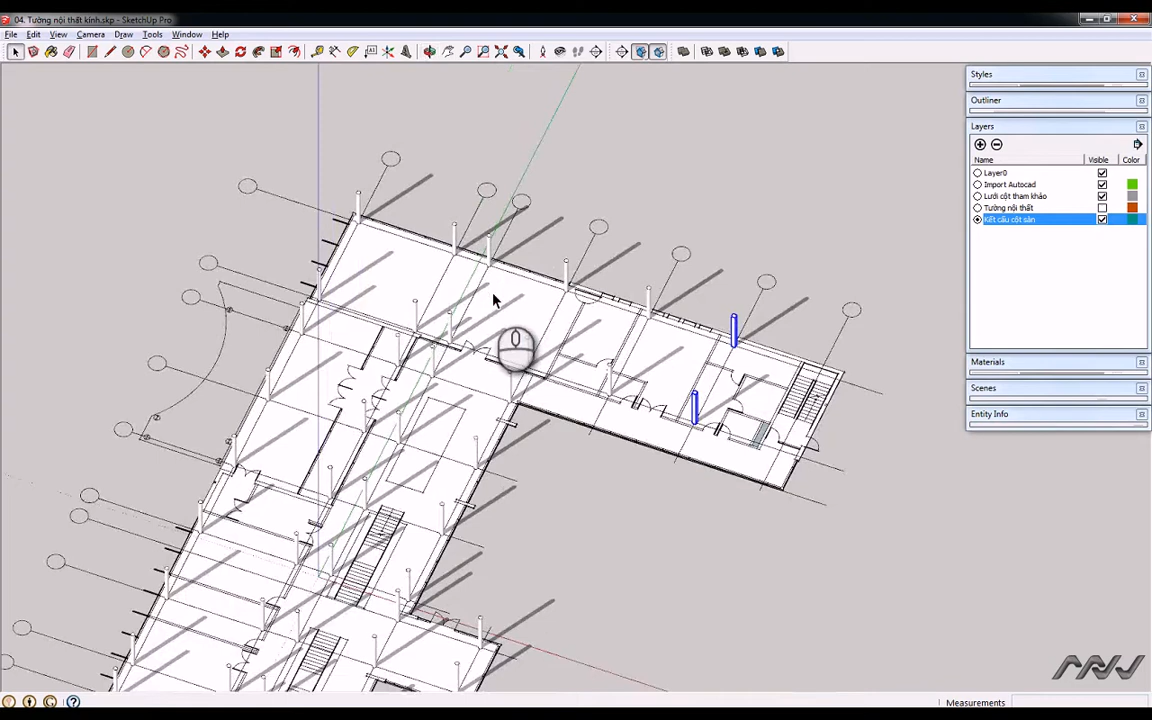 04. Tường nội thất kính.skp - SketchUp Pro
File Edit View Camera Draw Tools Window Help
Styles
Outliner
Layers
Name Visible Color
Layer0
Import Autocad
Lưới cột tham khảo
Tường nội thất
Kết cấu cột sàn
Materials
Scenes
Entity Info
Measurements